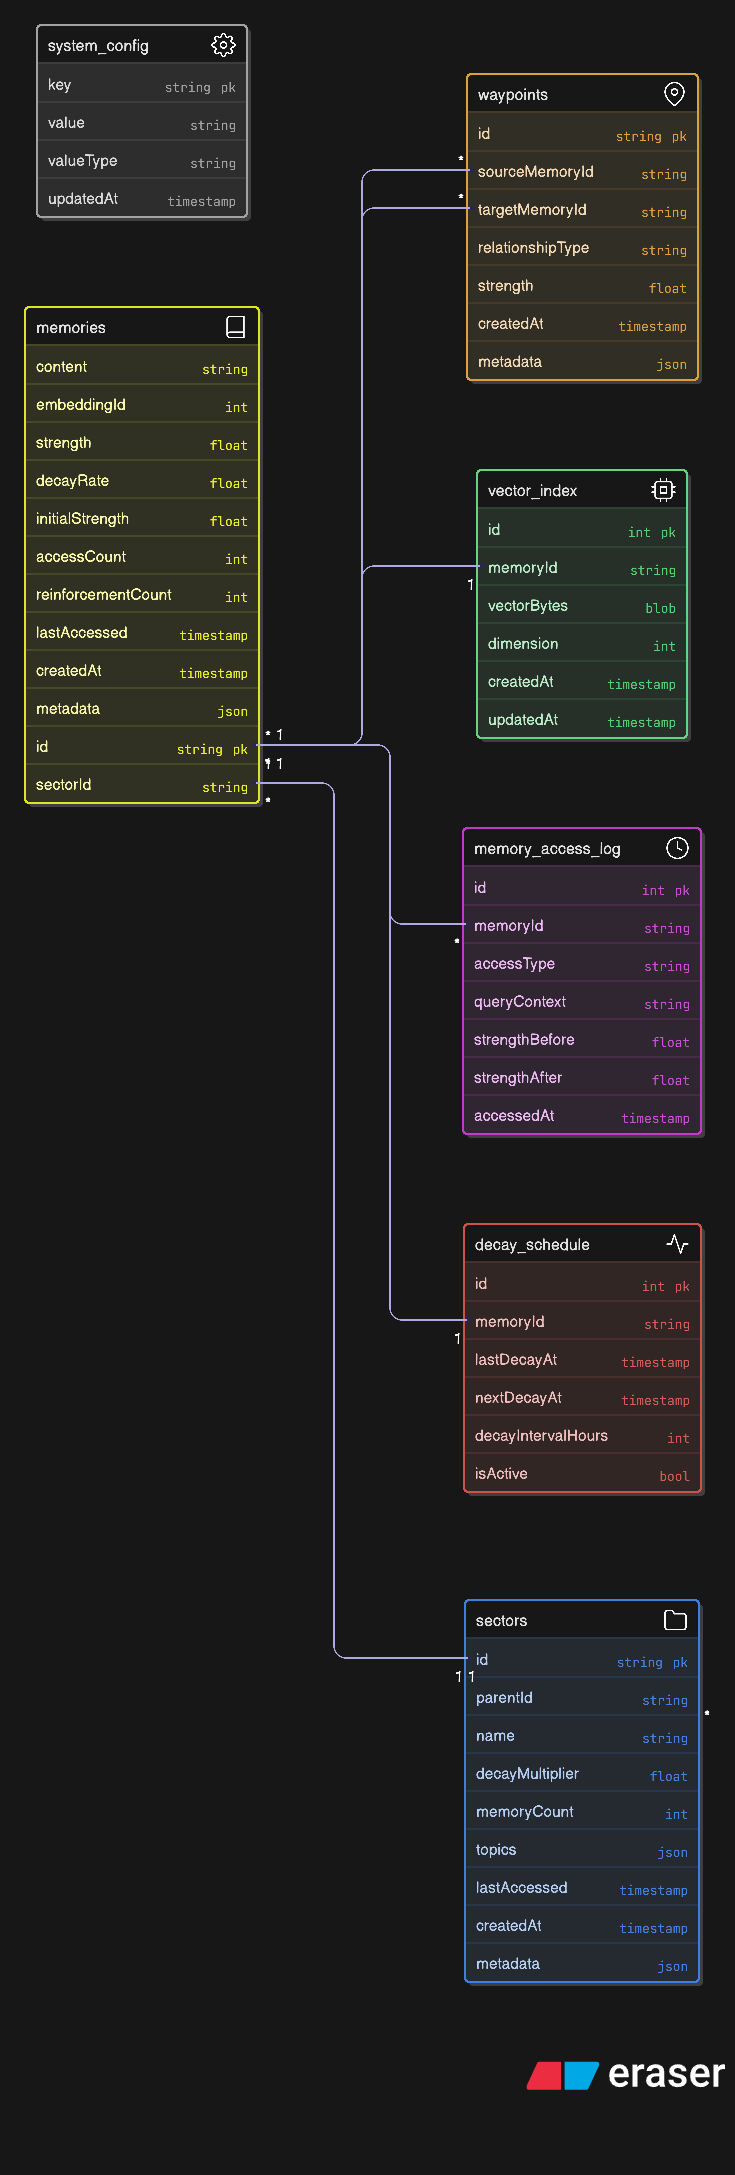 system_config
key string pk
value string
valueType string
updatedAt timestamp
waypoints
id string pk
* sourceMemoryId string
* targetMemoryId string
relationshipType string
strength float
createdAt timestamp
metadata json
memories
content string
embeddingId int
strength float
decayRate float
initialStrength float
accessCount int
reinforcementCount int
lastAccessed timestamp
createdAt timestamp
metadata json
* 1
id string pk
1 1
sectorId string
*
vector_index
id int pk
memoryId string
1
vectorBytes blob
dimension int
createdAt timestamp
updatedAt timestamp
memory_access_log
id int pk
memoryId string
*
accessType string
queryContext string
strengthBefore float
strengthAfter float
accessedAt timestamp
decay_schedule
id int pk
memoryId string
1
lastDecayAt timestamp
nextDecayAt timestamp
decayIntervalHours int
isActive bool
sectors
id string pk
1 1
parentId string
*
name string
decayMultiplier float
memoryCount int
topics json
lastAccessed timestamp
createdAt timestamp
metadata json
eraser